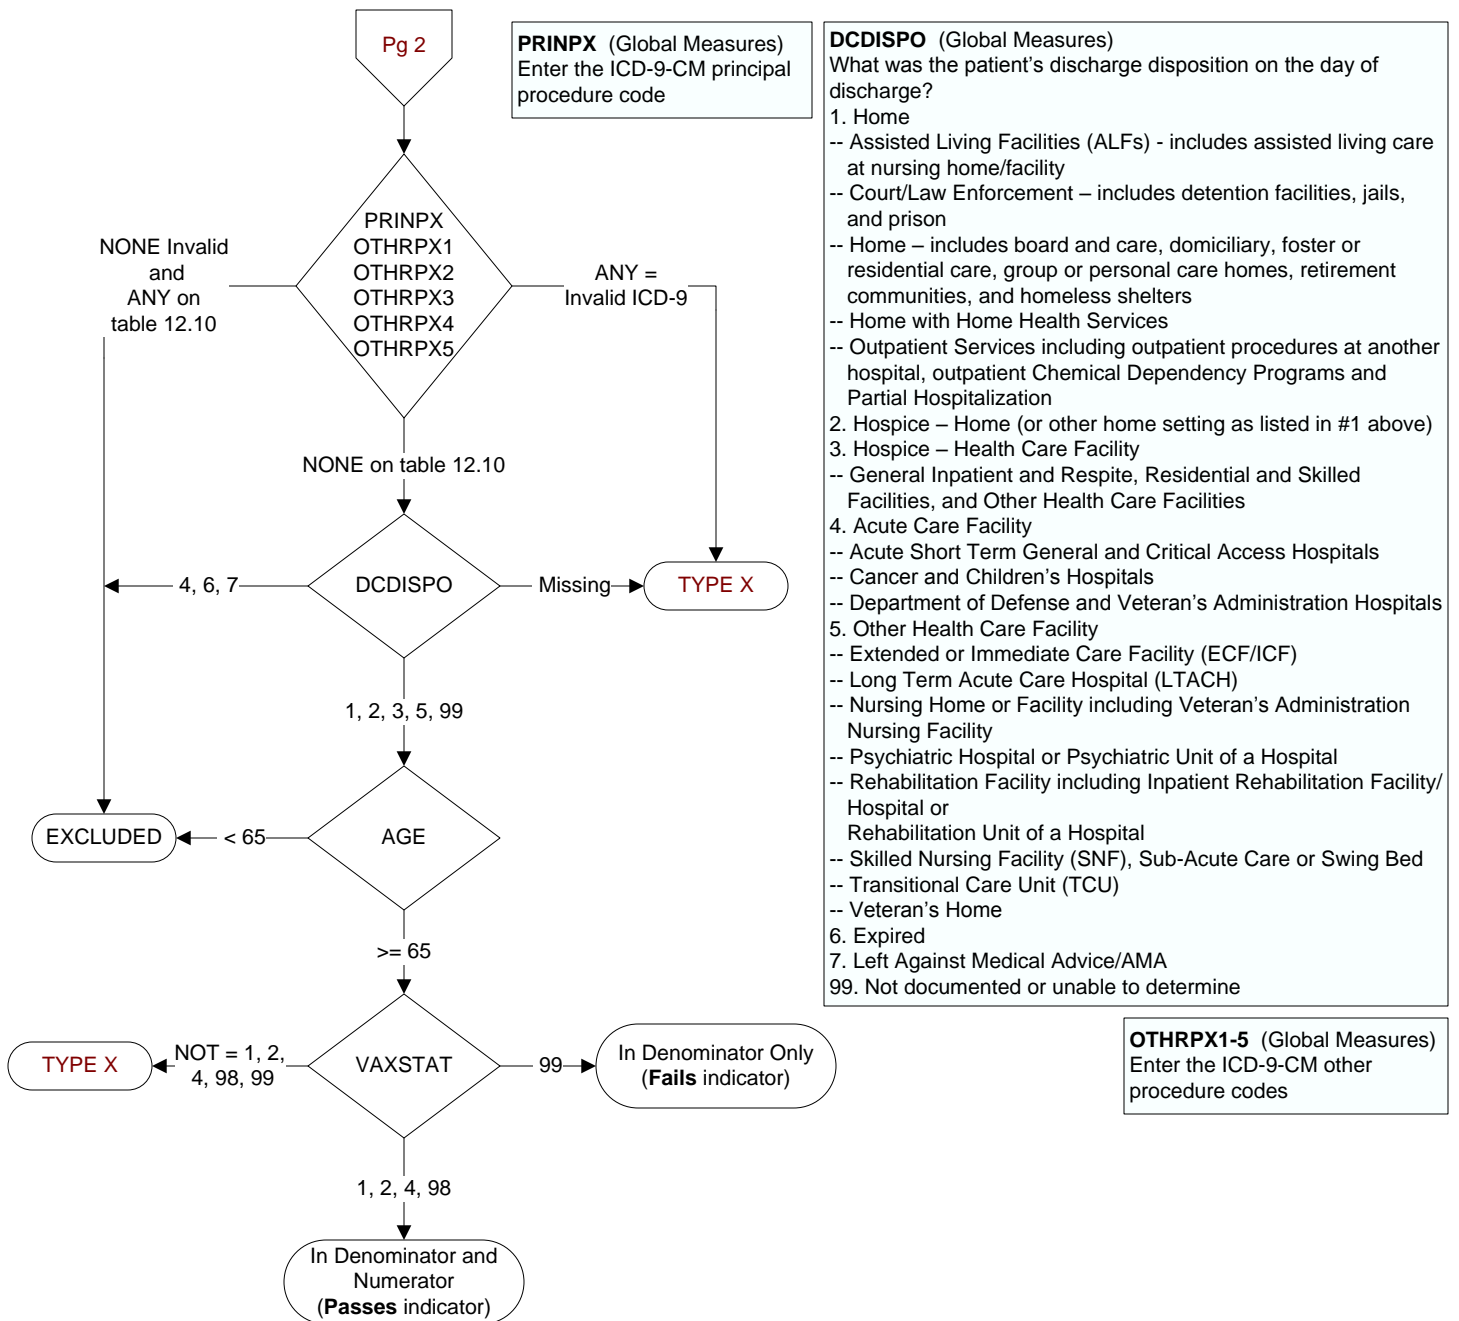 Pg 2
PRINPX (Global Measures)
Enter the ICD-9-CM principal
procedure code
DCDISPO (Global Measures)
What was the patient's discharge disposition on the day of
discharge?
1. Home
-- Assisted Living Facilities (ALFs) - includes assisted living care
at nursing home/facility
-- Court/Law Enforcement – includes detention facilities, jails,
and prison
-- Home – includes board and care, domiciliary, foster or
residential care, group or personal care homes, retirement
communities, and homeless shelters
-- Home with Home Health Services
-- Outpatient Services including outpatient procedures at another
hospital, outpatient Chemical Dependency Programs and
Partial Hospitalization
2. Hospice – Home (or other home setting as listed in #1 above)
3. Hospice – Health Care Facility
-- General Inpatient and Respite, Residential and Skilled
Facilities, and Other Health Care Facilities
4. Acute Care Facility
-- Acute Short Term General and Critical Access Hospitals
-- Cancer and Children's Hospitals
-- Department of Defense and Veteran's Administration Hospitals
5. Other Health Care Facility
-- Extended or Immediate Care Facility (ECF/ICF)
-- Long Term Acute Care Hospital (LTACH)
-- Nursing Home or Facility including Veteran's Administration
Nursing Facility
-- Psychiatric Hospital or Psychiatric Unit of a Hospital
-- Rehabilitation Facility including Inpatient Rehabilitation Facility/
Hospital or
Rehabilitation Unit of a Hospital
-- Skilled Nursing Facility (SNF), Sub-Acute Care or Swing Bed
-- Transitional Care Unit (TCU)
-- Veteran's Home
6. Expired
7. Left Against Medical Advice/AMA
99. Not documented or unable to determine
PRINPX
OTHRPX1
OTHRPX2
OTHRPX3
OTHRPX4
OTHRPX5
NONE Invalid
and
ANY on
table 12.10
ANY =
Invalid ICD-9
NONE on table 12.10
4, 6, 7
DCDISPO
Missing
TYPE X
1, 2, 3, 5, 99
EXCLUDED
< 65
AGE
>= 65
TYPE X
NOT = 1, 2,
4, 98, 99
VAXSTAT
99
In Denominator Only
(Fails indicator)
OTHRPX1-5 (Global Measures)
Enter the ICD-9-CM other
procedure codes
1, 2, 4, 98
In Denominator and
Numerator
(Passes indicator)